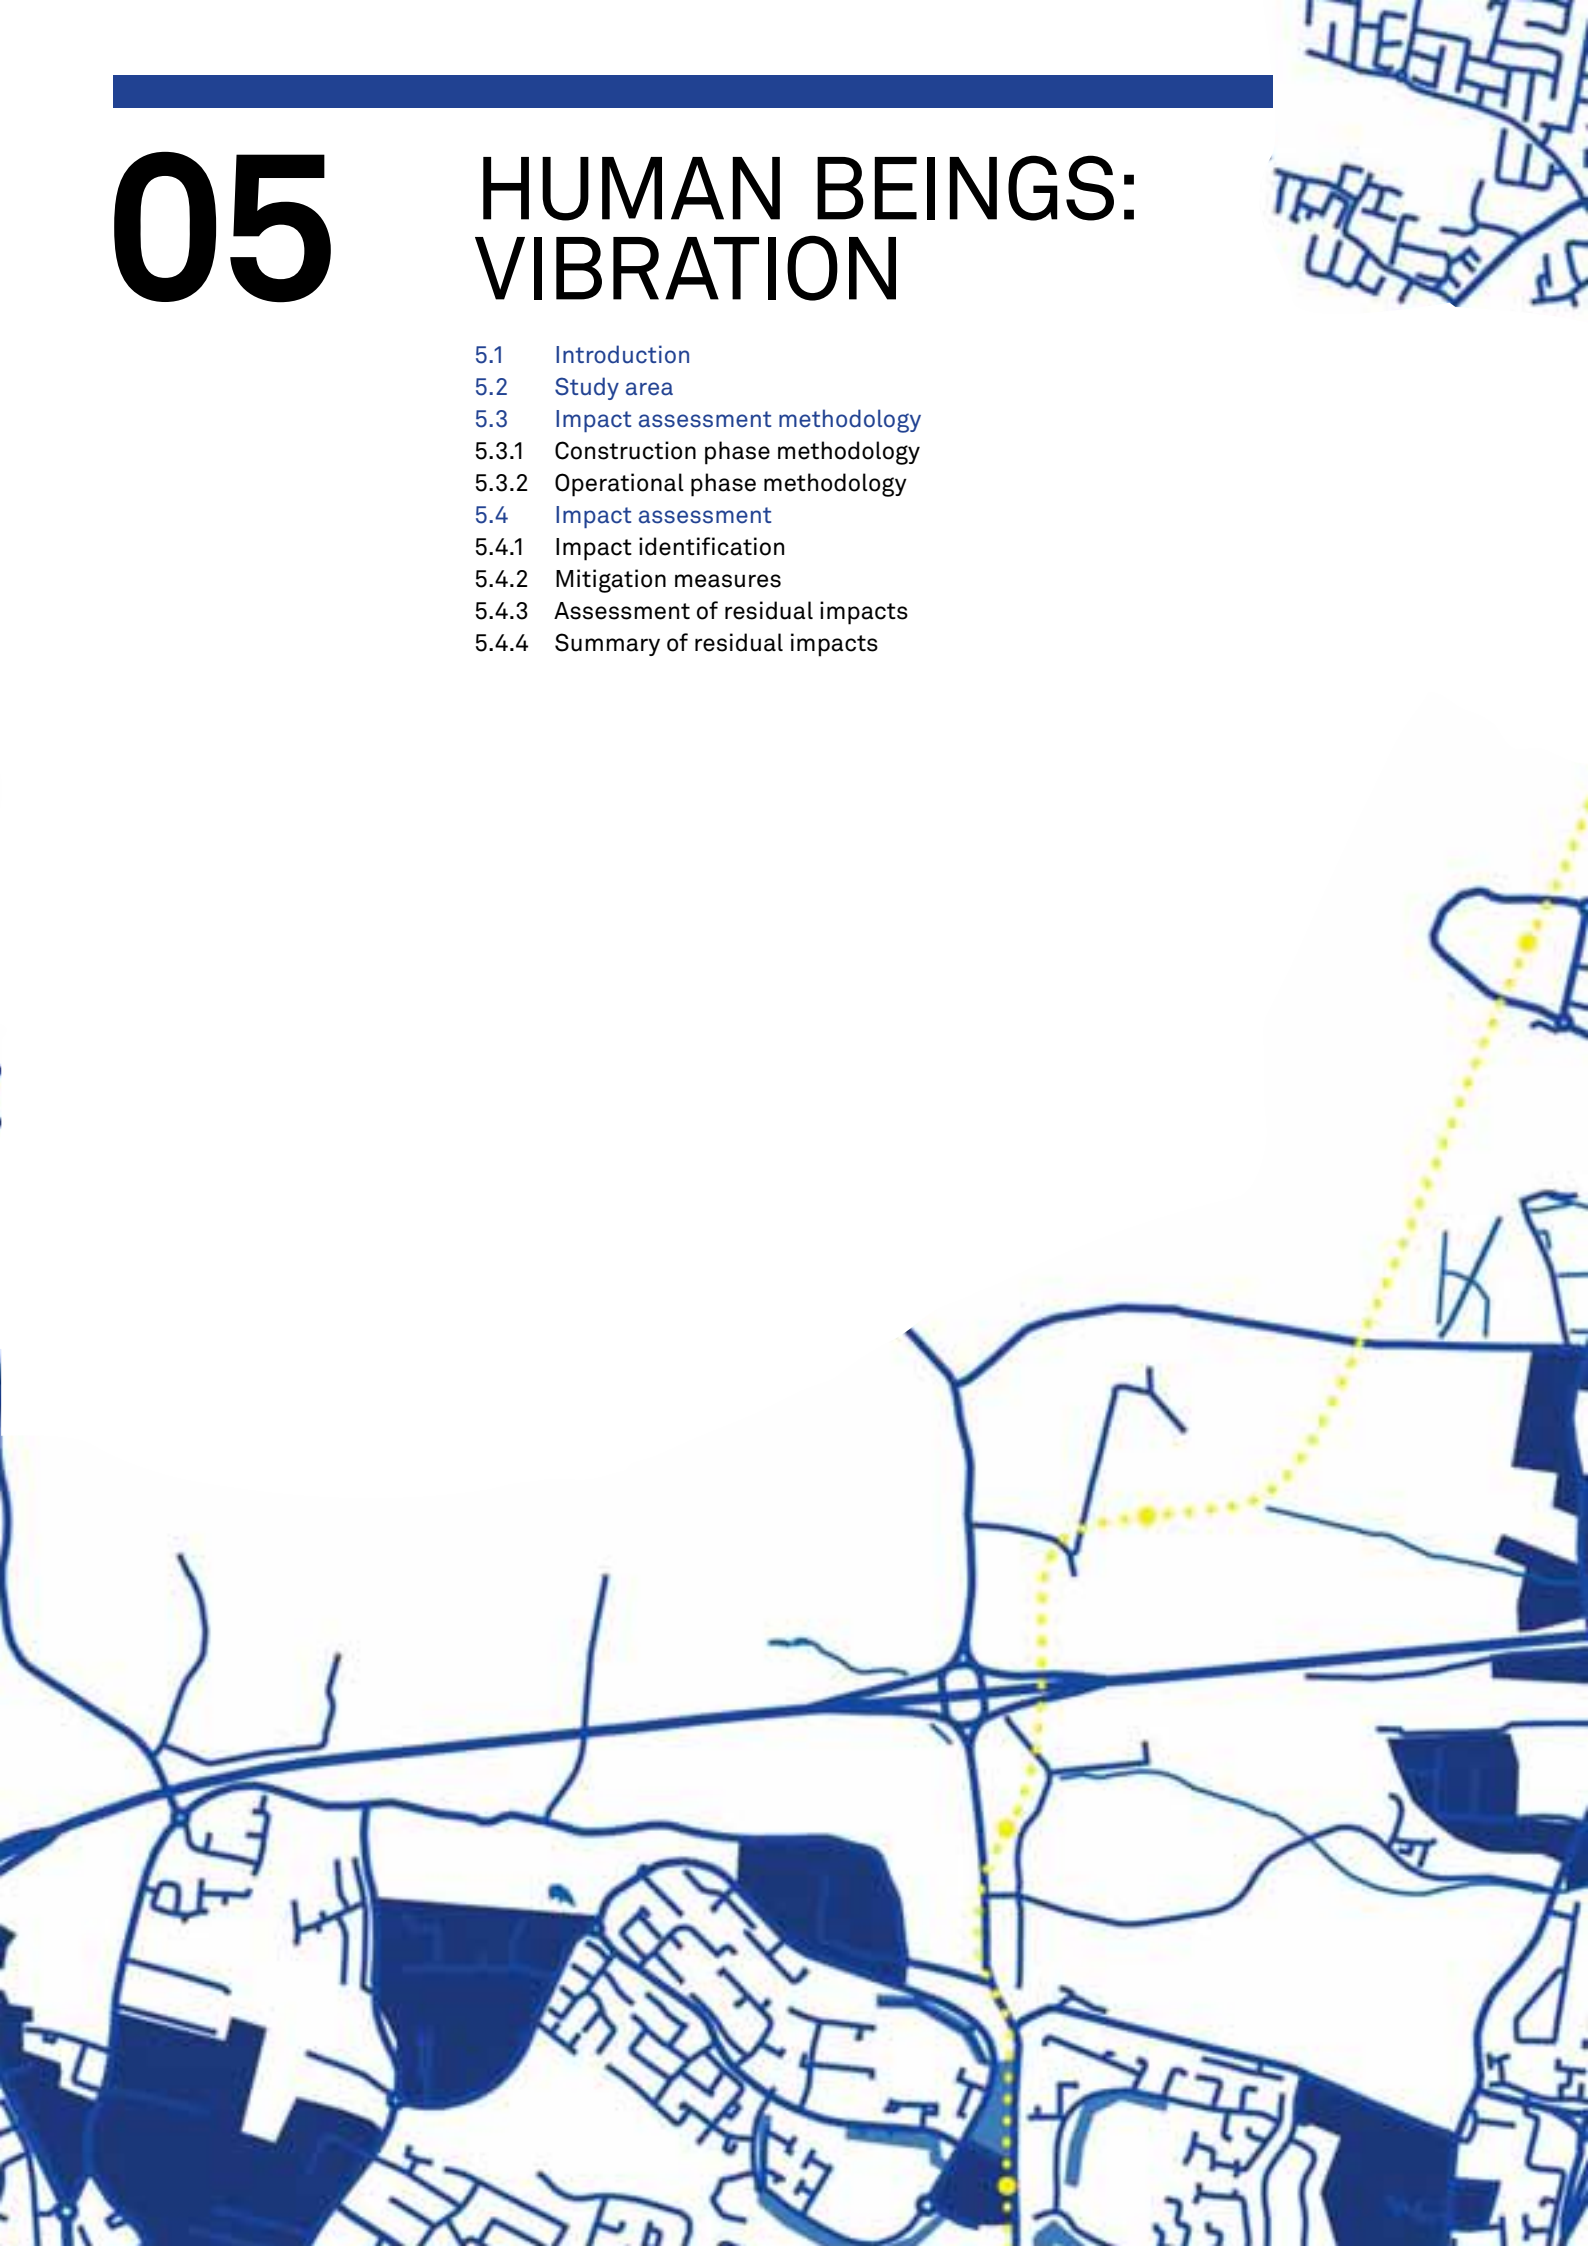 05
HUMAN BEINGS:
VIBRATION
5.1 Introduction
5.2 Study area
5.3 Impact assessment methodology
5.3.1 Construction phase methodology
5.3.2 Operational phase methodology
5.4 Impact assessment
5.4.1 Impact identification
5.4.2 Mitigation measures
5.4.3 Assessment of residual impacts
5.4.4 Summary of residual impacts